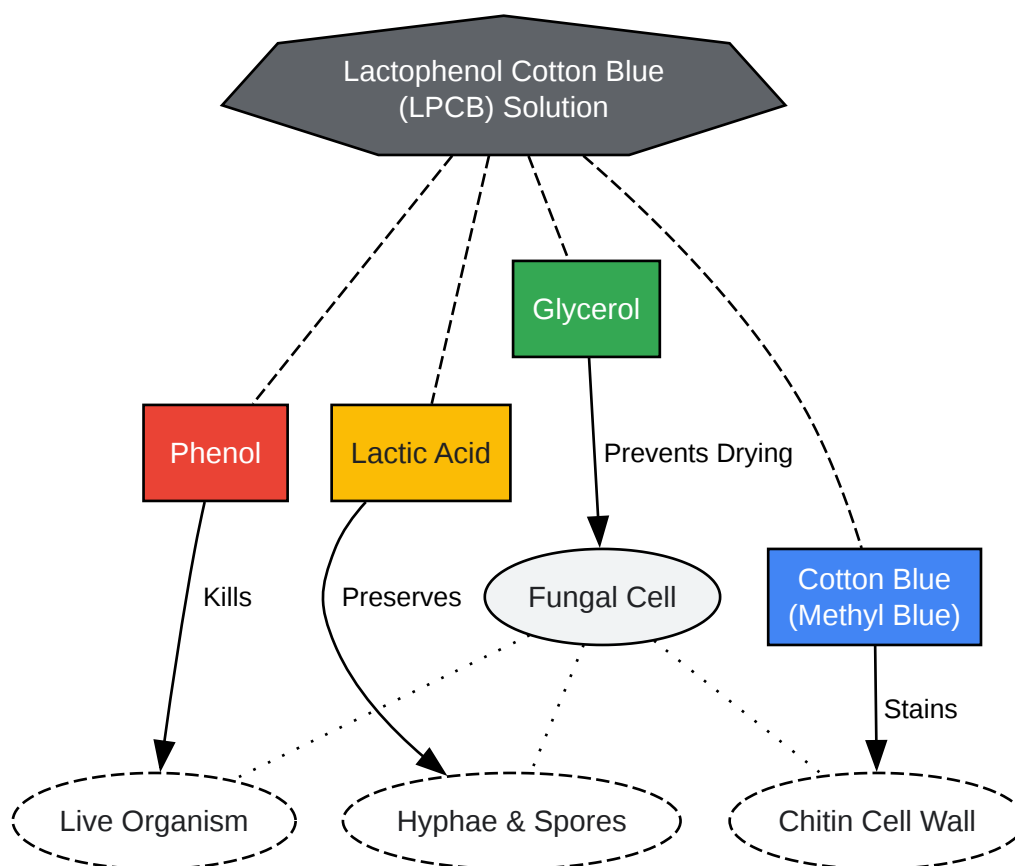 Lactophenol Cotton Blue
(LPCB) Solution
Glycerol
Phenol
Lactic Acid
Prevents Drying
Kills
Preserves
Fungal Cell
Cotton Blue
(Methyl Blue)
Stains
Live Organism
Hyphae & Spores
Chitin Cell Wall